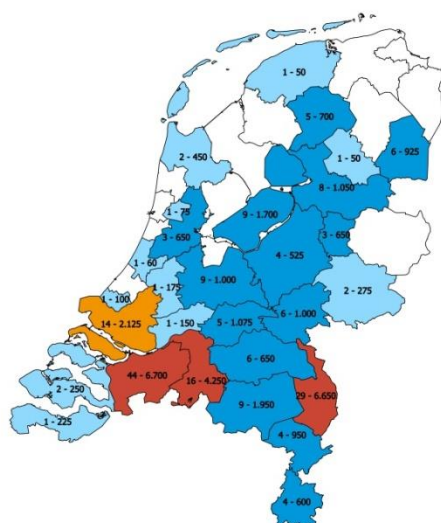 1 - 50
5 - 700
2 - 450
1 - 50
6 - 925
8 - 1.050
1 - 75
9 - 1.700
3 - 650
3 - 650
4 - 525
1 - 60
1 - 175
9 - 1.000
2 - 275
1 - 100
14 - 2.125
1 - 150
5 - 1.075
6 - 1.000
6 - 650
44 - 6.700
16 - 4.250
2 - 250
29 - 6.650
9 - 1.950
1 - 225
4 - 950
4 - 600